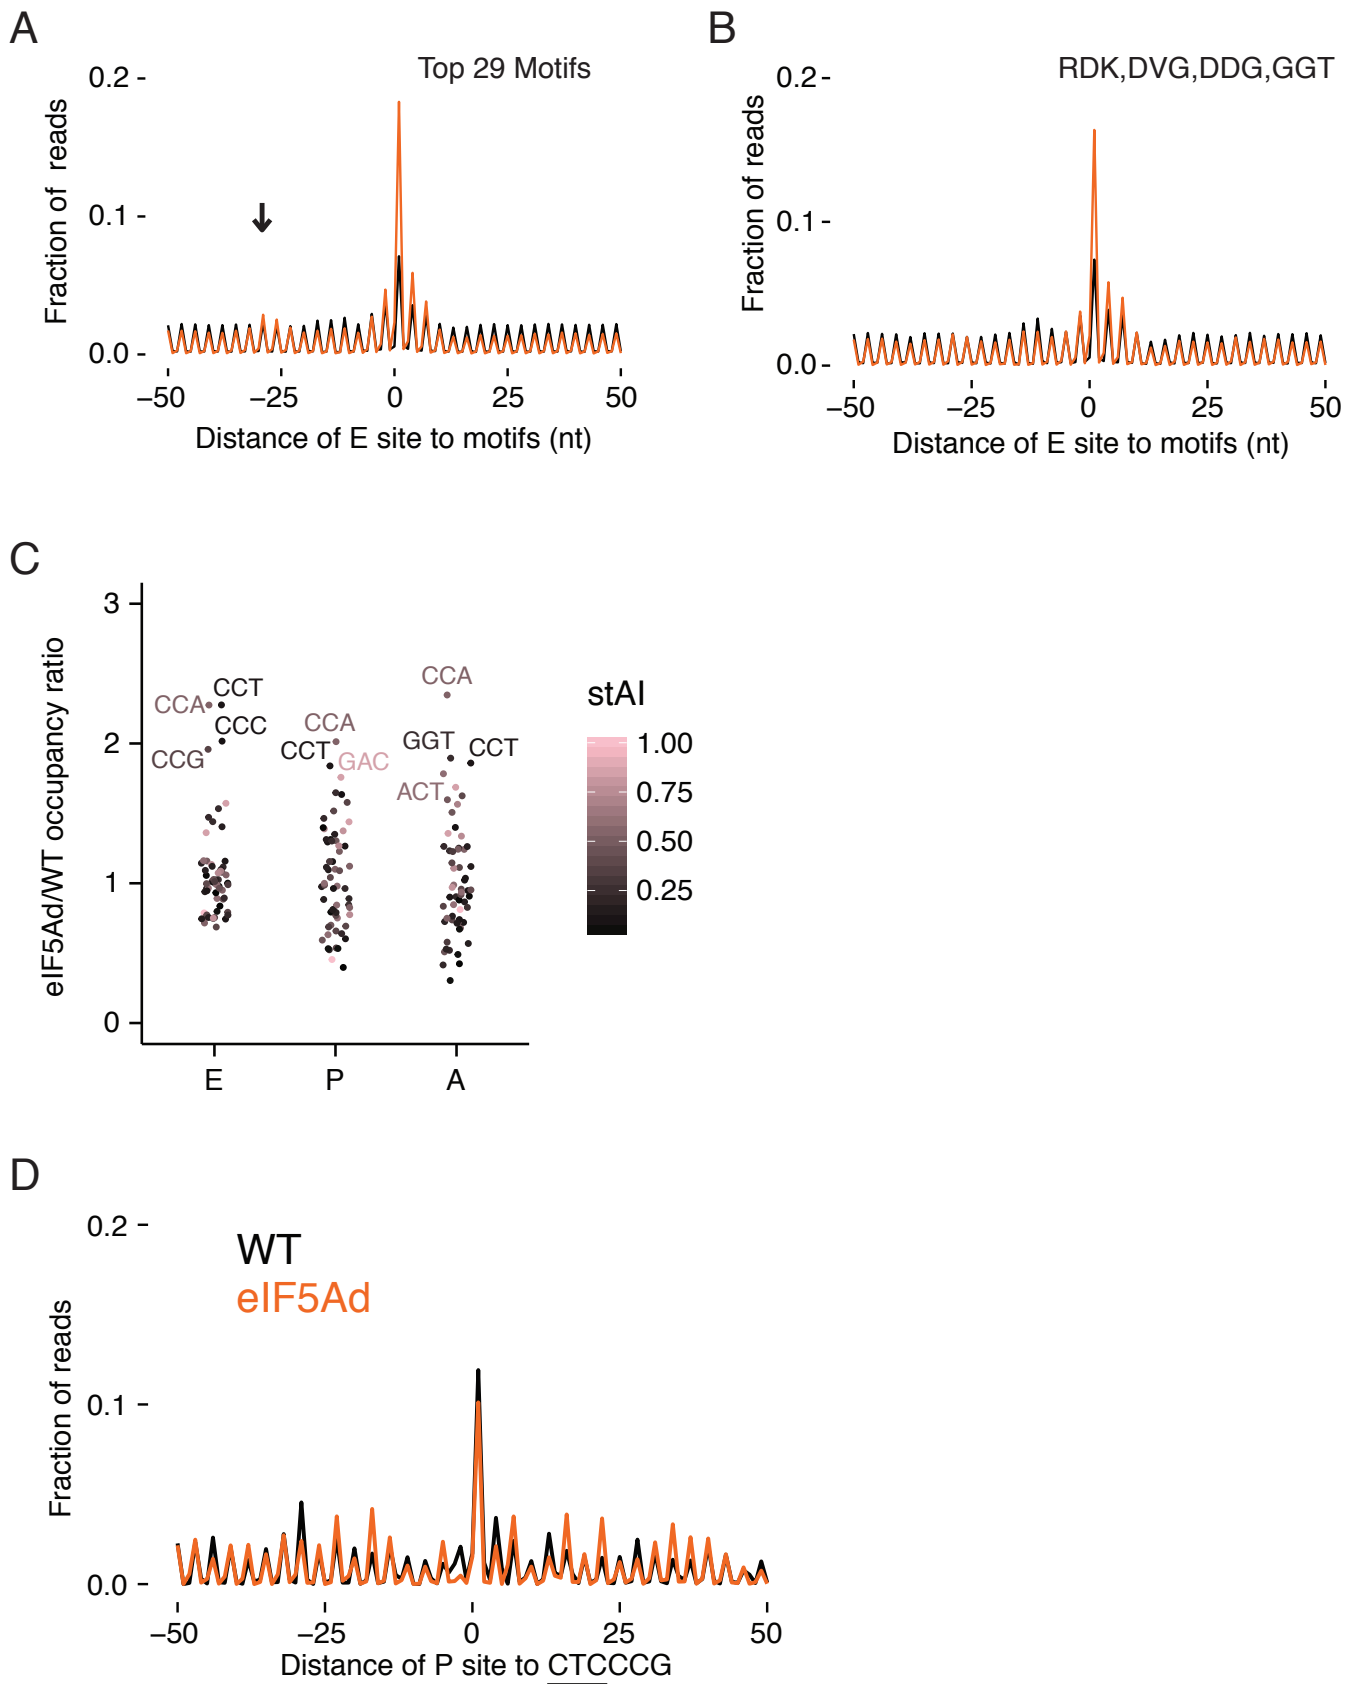 A
Top 29 Motifs
Fraction of reads
0.2
0.1
0.0
−50 −25 0 25 50
Distance of E site to motifs (nt)
B
RDK,DVG,DDG,GGT
Fraction of reads
0.2
0.1
0.0
−50 −25 0 25 50
Distance of E site to motifs (nt)
C
eIF5Ad/WT occupancy ratio
3
2
1
0
CCA CCT
CCC
CCG
CCA
CCT
GAC
CCA
GGT CCT
ACT
E P A
stAI
1.00
0.75
0.50
0.25
D
WT
eIF5Ad
Fraction of reads
0.2
0.1
0.0
−50 −25 0 25 50
Distance of P site to CTCCCG